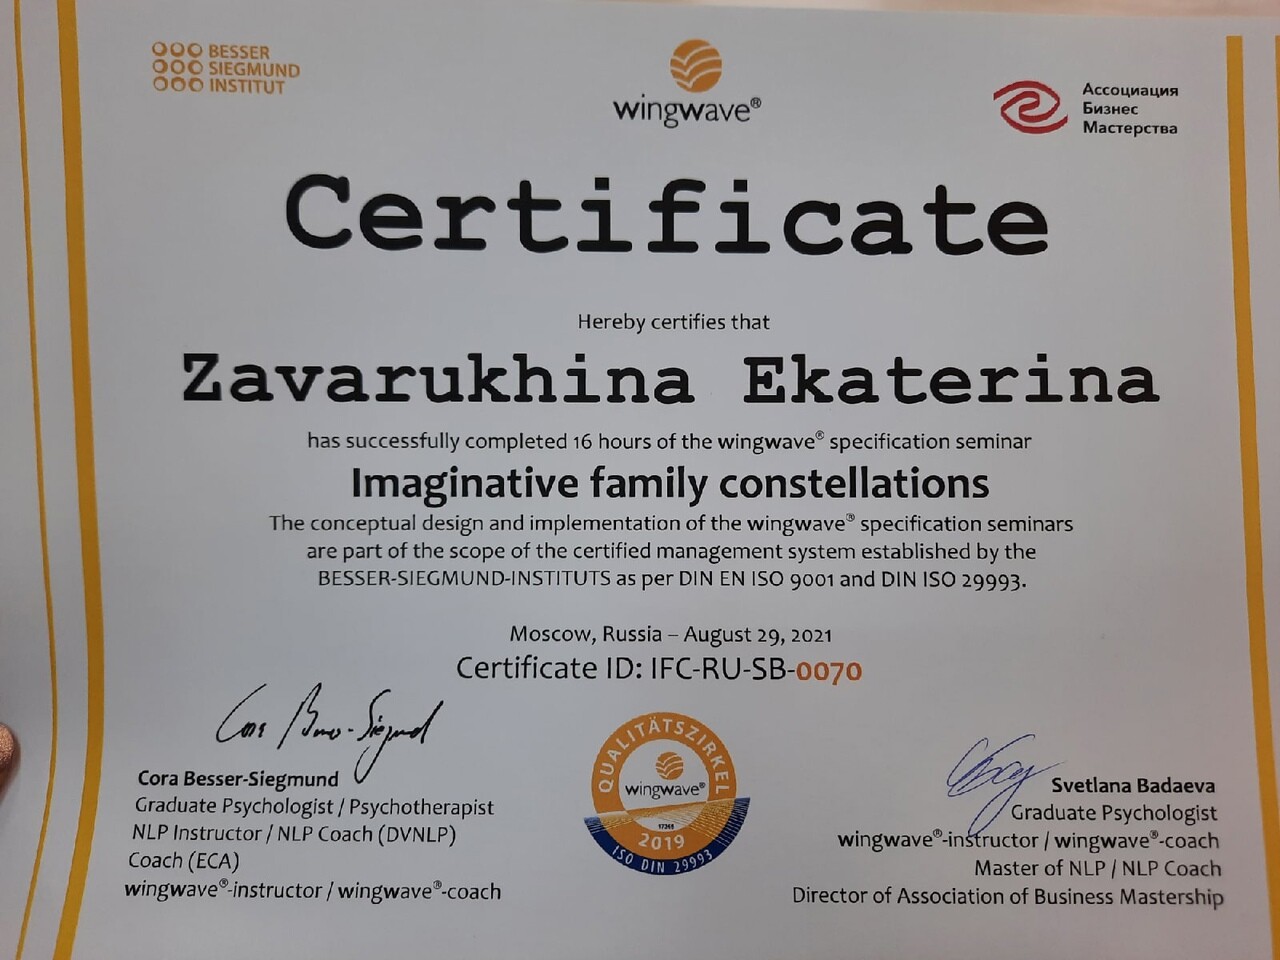 BESSER
SIEGMUND
INSTITUT
wingwave®
Ассоциация
Бизнес
Мастерства
Certificate
Hereby certifies that
Zavarukhina Ekaterina
has successfully completed 16 hours of the wingwave® specification seminar
Imaginative family constellations
The conceptual design and implementation of the wingwave® specification seminars
are part of the scope of the certified management system established by the
BESSER-SIEGMUND-INSTITUTS as per DIN EN ISO 9001 and DIN ISO 29993.
Moscow, Russia – August 29, 2021
Certificate ID: IFC-RU-SB-0070
Cora Besser-Siegmund
Cora Besser-Siegmund
Graduate Psychologist / Psychotherapist
NLP Instructor / NLP Coach (DVNLP)
Coach (ECA)
wingwave®-instructor / wingwave®-coach
QUALITÄTSZIRKEL
wingwave®
2019
ISO DIN 29993
Svetlana Badaeva
Graduate Psychologist
wingwave®-instructor / wingwave®-coach
Master of NLP / NLP Coach
Director of Association of Business Mastership